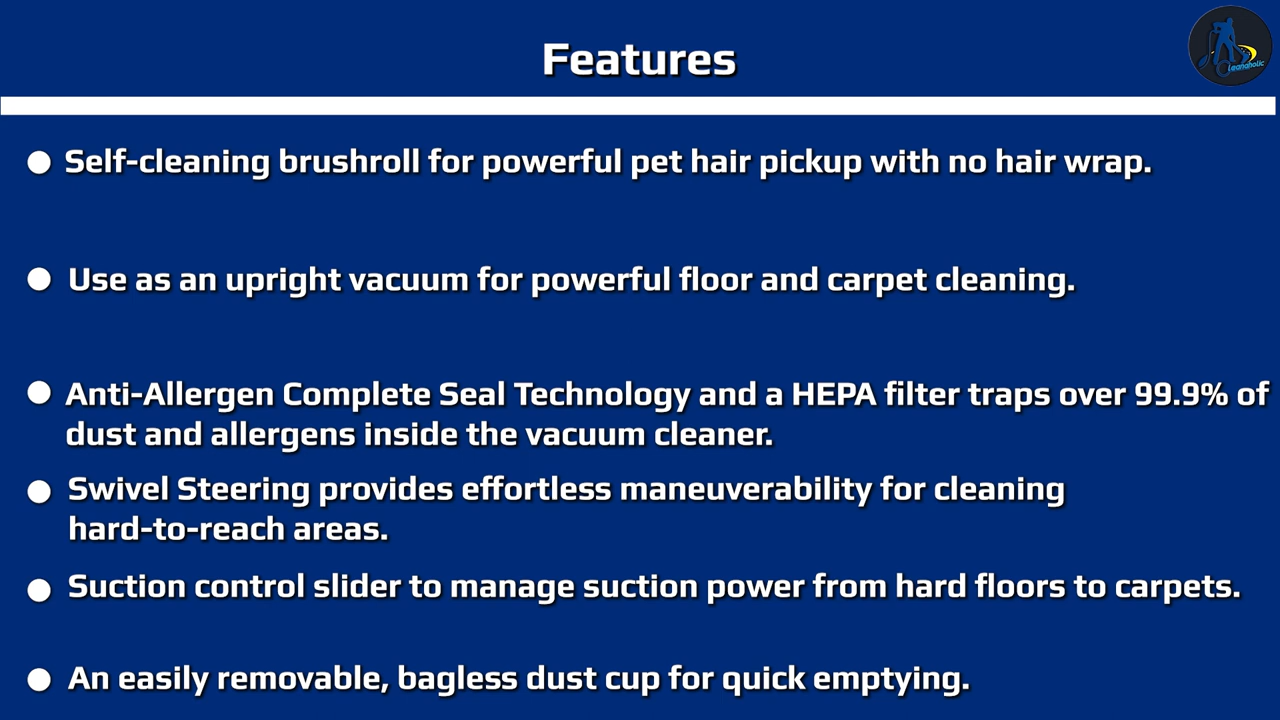 Features
eanaholic
Self-cleaning brushroll for powerful pet hair pickup with no hair wrap.
Use as an upright vacuum for powerful floor and carpet cleaning.
Anti-Allergen Complete Seal Technology and a HEPA filter traps over 99.9% of
dust and allergens inside the vacuum cleaner.
Swivel Steering provides effortless maneuverability for cleaning
hard-to-reach areas.
Suction control slider to manage suction power from hard floors to carpets.
An easily removable, bagless dust cup for quick emptying.